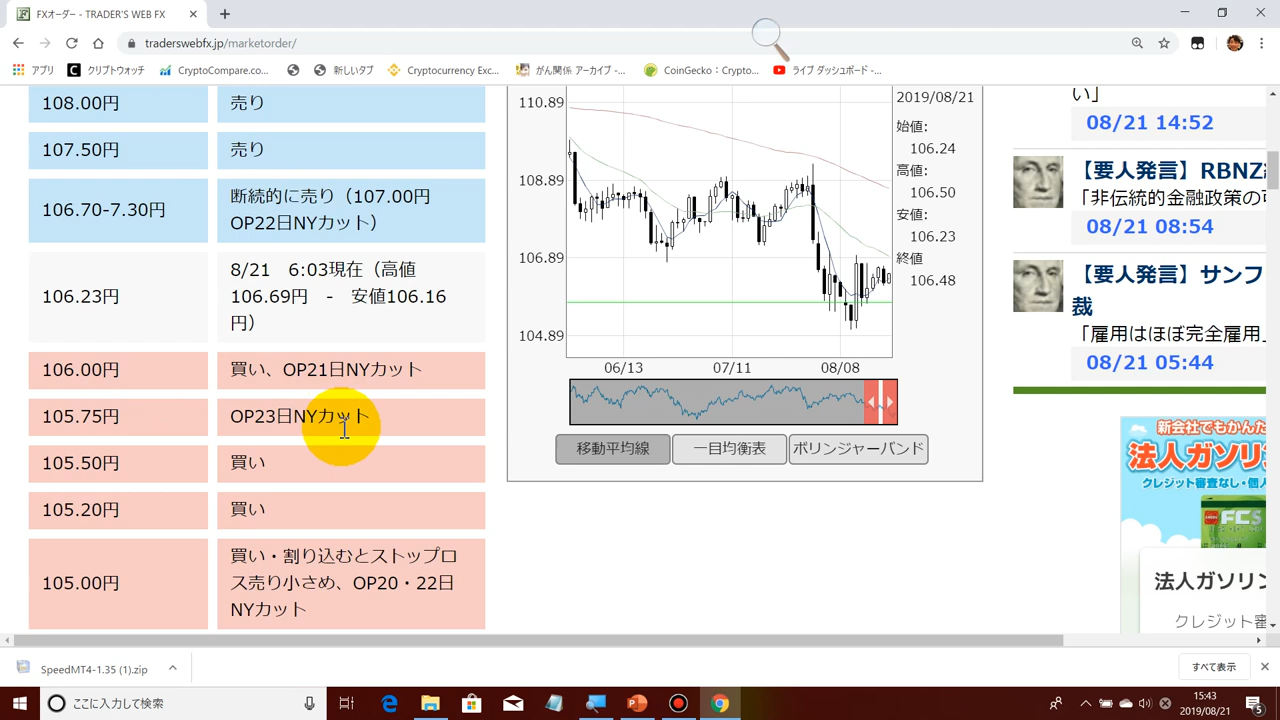 FXオーダー - TRADER'S WEB FX
traderswebfx.jp/marketorder/
アプリ
クリプトウォッチ
CryptoCompare.co...
新しいタブ
Cryptocurrency Exc...
がん関係 アーカイブ - ...
CoinGecko : Cryptoc...
ライブ ダッシュボード - ...
108.00円 売り
107.50円 売り
106.70-7.30円
断続的に売り（107.00円
OP22日NYカット）
106.23円
8/21 6:03現在（高値
106.69円 - 安値106.16
円）
106.00円 買い、OP21日NYカット
105.75円 OP23日NYカット
105.50円 買い
105.20円 買い
105.00円
買い・割り込むとストップロ
ス売り小さめ、OP20・22日
NYカット
110.89
108.89
106.89
104.89
06/13 07/11 08/08
2019/08/21
始値:
106.24
高値:
106.50
安値:
106.23
終値
106.48
移動平均線 一目均衡表 ボリンジャーバンド
い」
08/21 14:52
【要人発言】RBNZ
「非伝統的金融政策の
08/21 08:54
【要人発言】サンフ
裁
「雇用はほぼ完全雇用」
08/21 05:44
新会社でもかんた
法人ガソリン
クレジット審査なし・個人
FCS
法人ガソリン
クレジット審
SpeedMT4-1.35 (1).zip
すべて表示
ここに入力して検索
15:43
2019/08/21
5